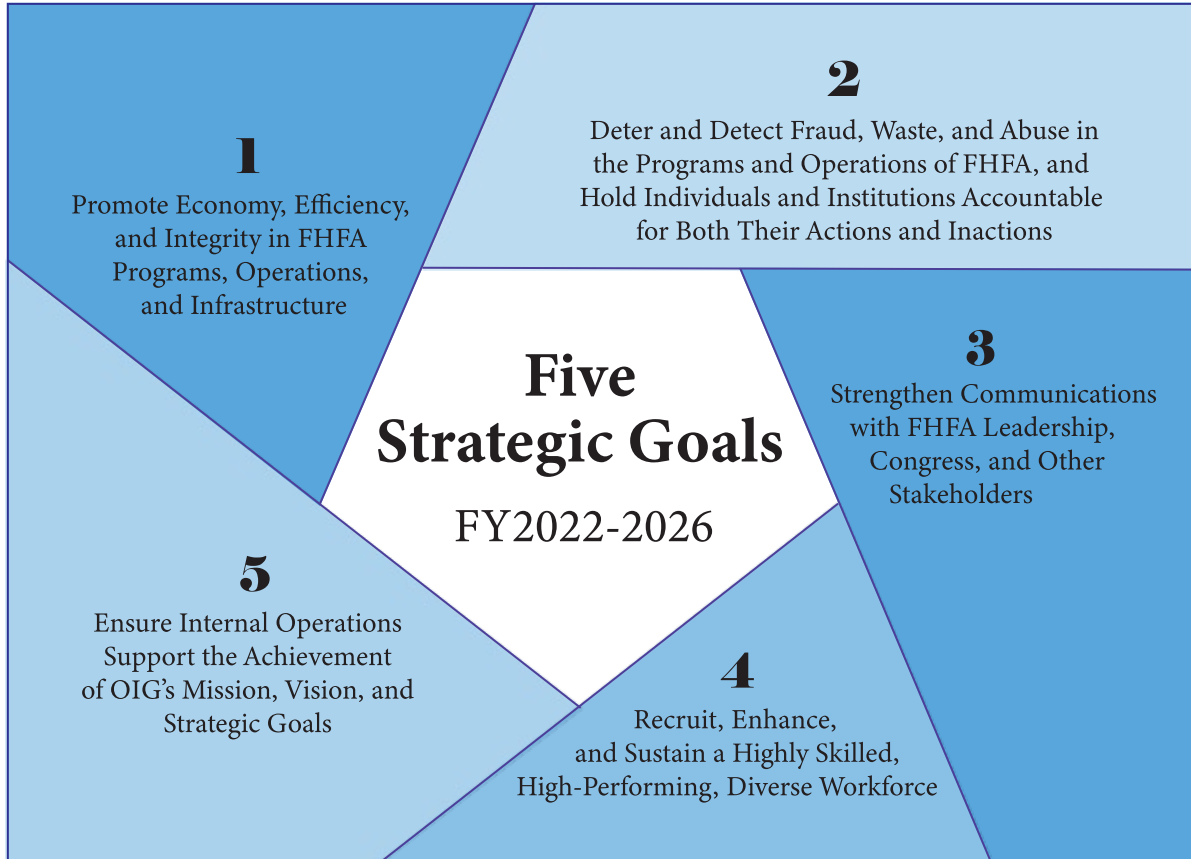 1
Promote Economy, Efficiency,
and Integrity in FHFA
Programs, Operations,
and Infrastructure
2
Deter and Detect Fraud, Waste, and Abuse in
the Programs and Operations of FHFA, and
Hold Individuals and Institutions Accountable
for Both Their Actions and Inactions
Five
Strategic Goals
FY2022-2026
3
Strengthen Communications
with FHFA Leadership,
Congress, and Other
Stakeholders
4
Recruit, Enhance,
and Sustain a Highly Skilled,
High-Performing, Diverse Workforce
5
Ensure Internal Operations
Support the Achievement
of OIG’s Mission, Vision, and
Strategic Goals